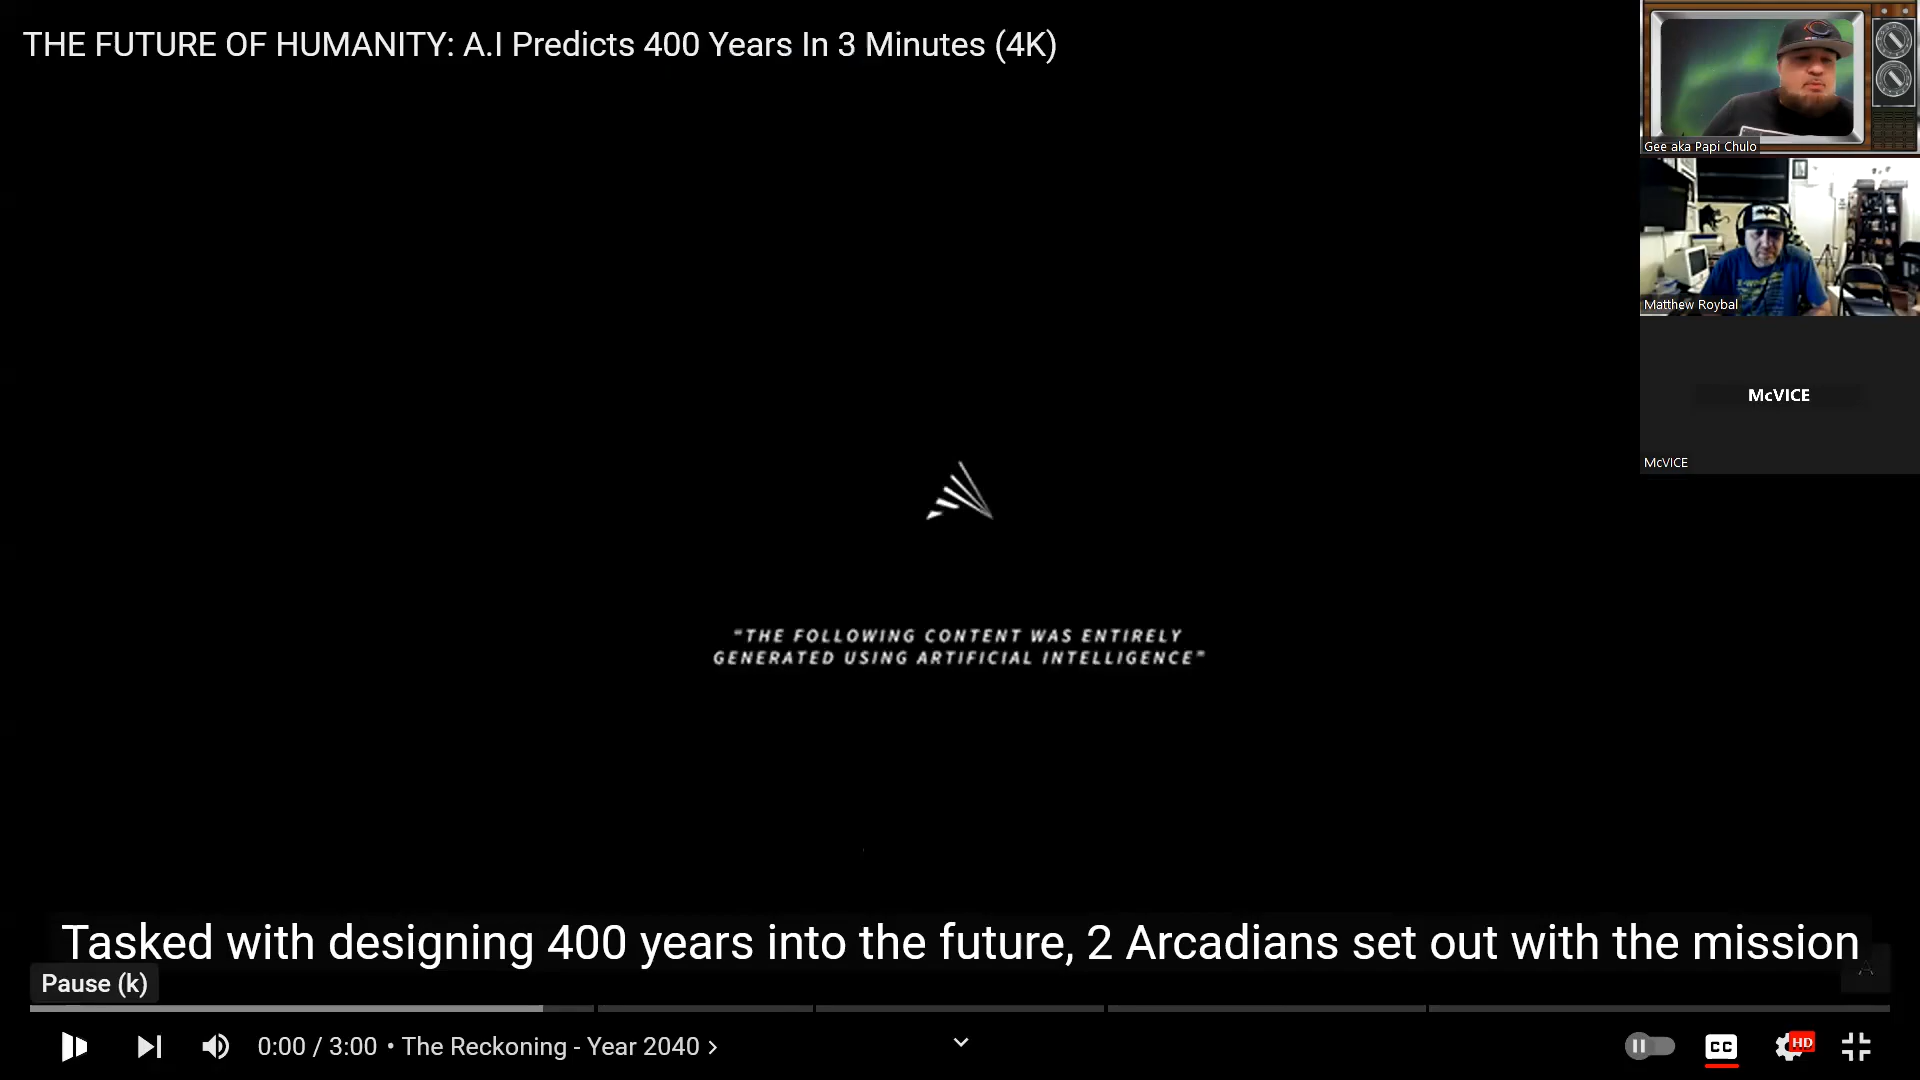 THE FUTURE OF HUMANITY: A.I Predicts 400 Years In 3 Minutes (4K)
Gee aka Papi Chulo
Matthew Roybal
McVICE
McVICE
"THE FOLLOWING CONTENT WAS ENTIRELY
GENERATED USING ARTIFICIAL INTELLIGENCE"
Tasked with designing 400 years into the future, 2 Arcadians set out with the mission
Pause (k)
0:00 / 3:00 • The Reckoning - Year 2040 >
CC
HD